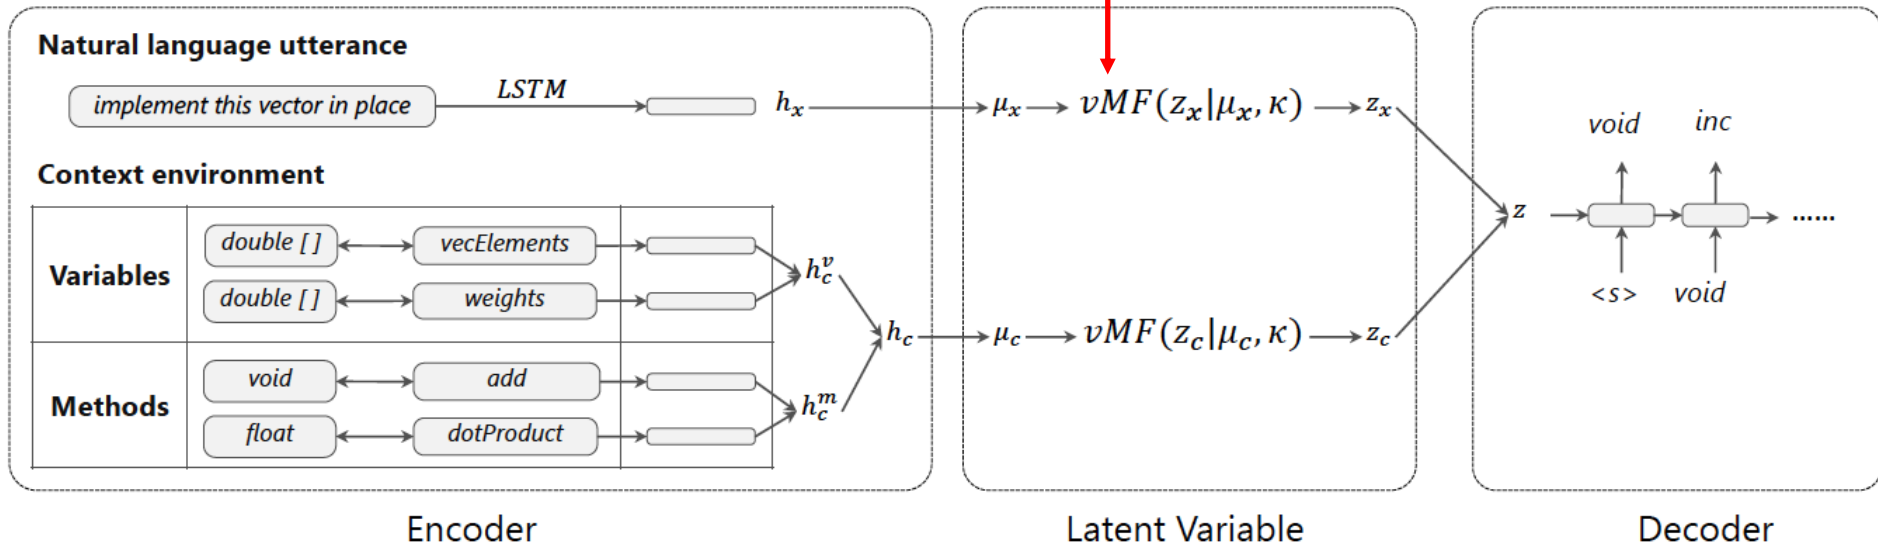 Natural language utterance
implement this vector in place LSTM h_x μ_x vMF(z_x|μ_x, κ) z_x
void inc
Context environment
Variables
double [ ] vecElements
double [ ] weights
h_c^v
z ......
<s> void
h_c μ_c vMF(z_c|μ_c, κ) z_c
Methods
void add
float dotProduct
h_c^m
Encoder Latent Variable Decoder